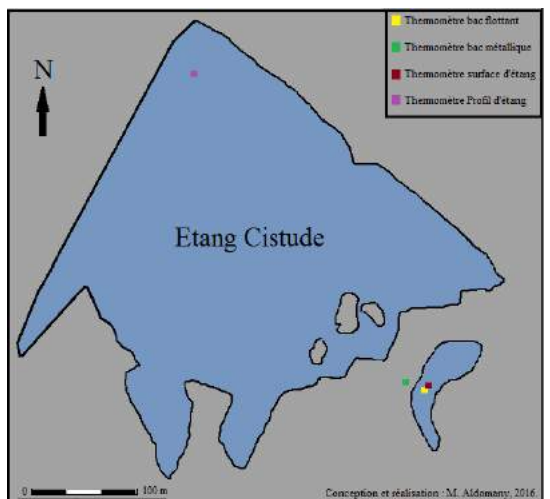 Thermomètre bac flottant
Thermomètre bac métallique
Thermomètre surface d'étang
Thermomètre Profil d'étang
N
Etang Cistude
0 100 m
Conception et réalisation : M. Aldomany, 2016.